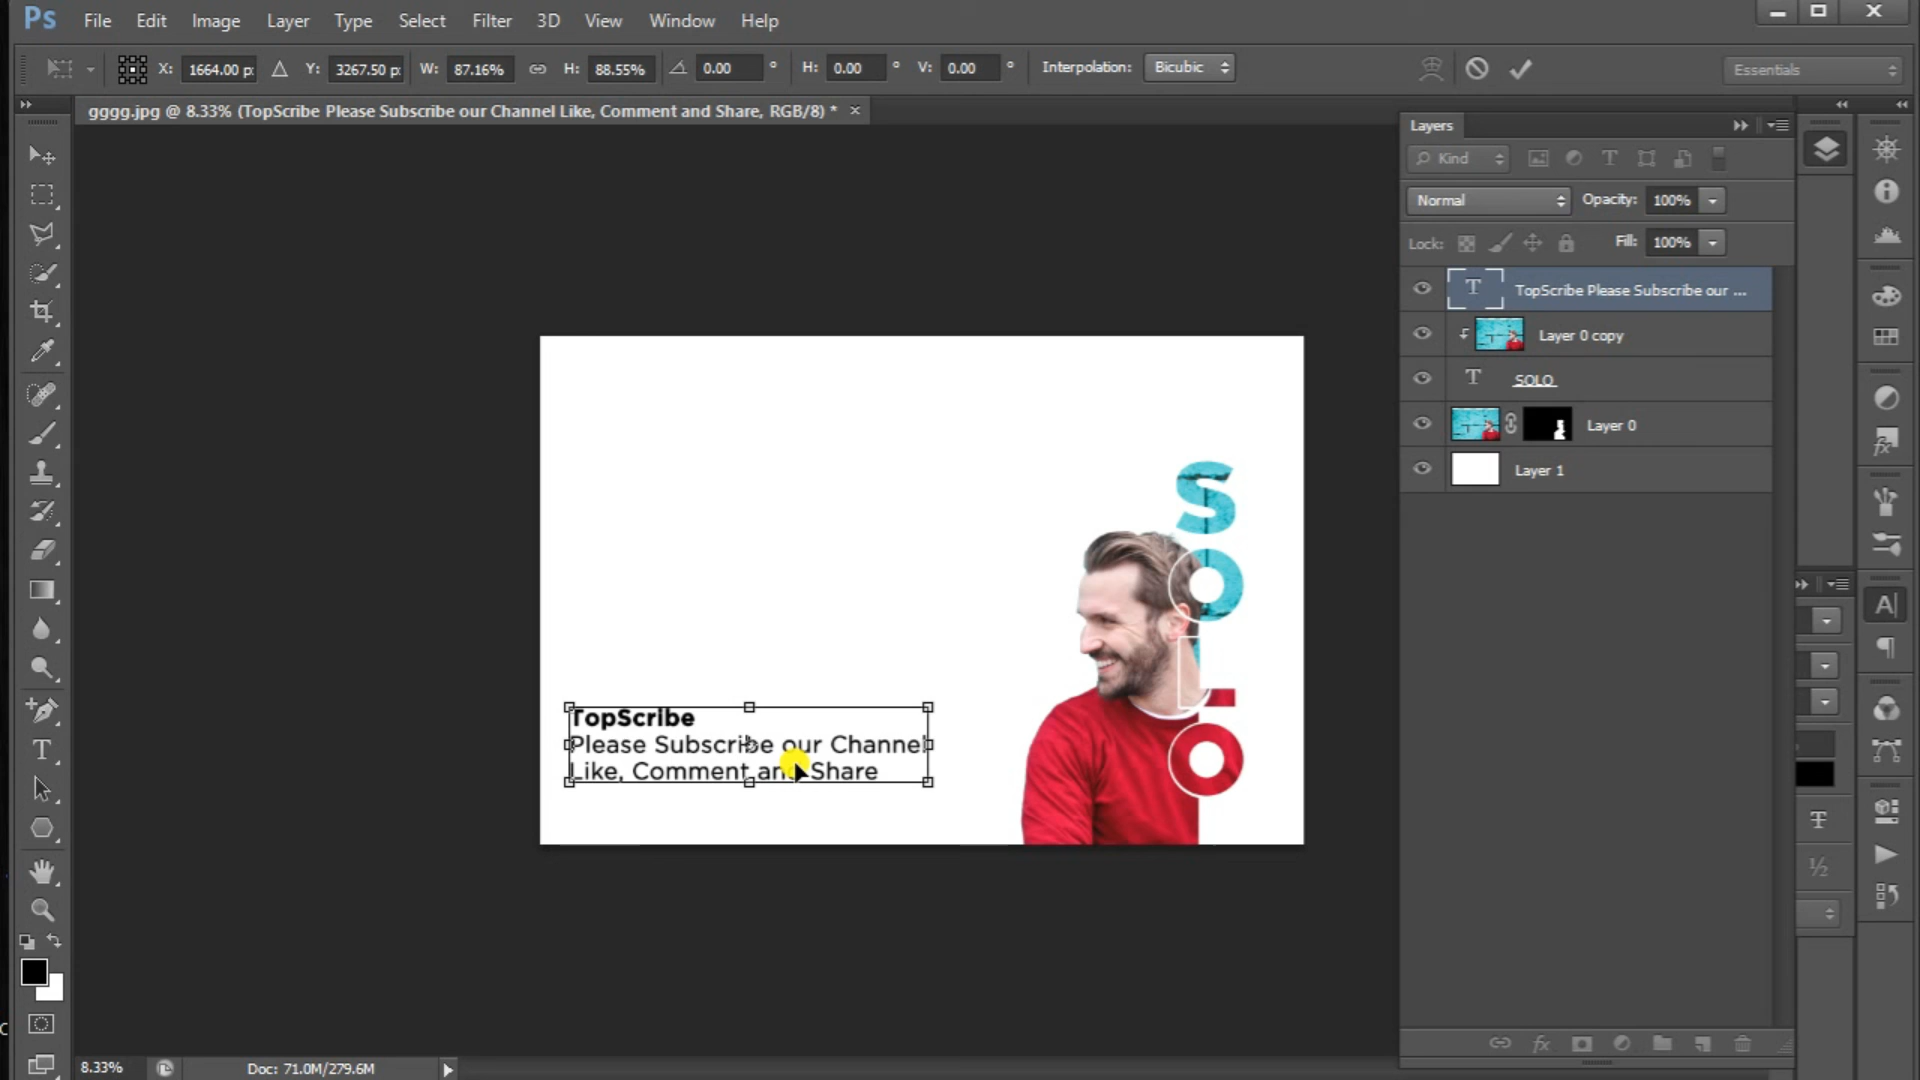 Ps File Edit Image Layer Type Select Filter 3D View Window Help
X: 1664.00 p: Y: 3267.50 p: W: 87.16% H: 88.55% 0.00 ° H: 0.00 ° V: 0.00 ° Interpolation: Bicubic Essentials
gggg.jpg @ 8.33% (TopScribe Please Subscribe our Channel Like, Comment and Share, RGB/8) * ×
Layers
Kind
Normal Opacity: 100%
Lock: Fill: 100%
TopScribe Please Subscribe our ...
Layer 0 copy
SOLO
Layer 0
Layer 1
SOLO
TopScribe
Please Subscribe our Channel
Like, Comment and Share
8.33% Doc: 71.0M/279.6M